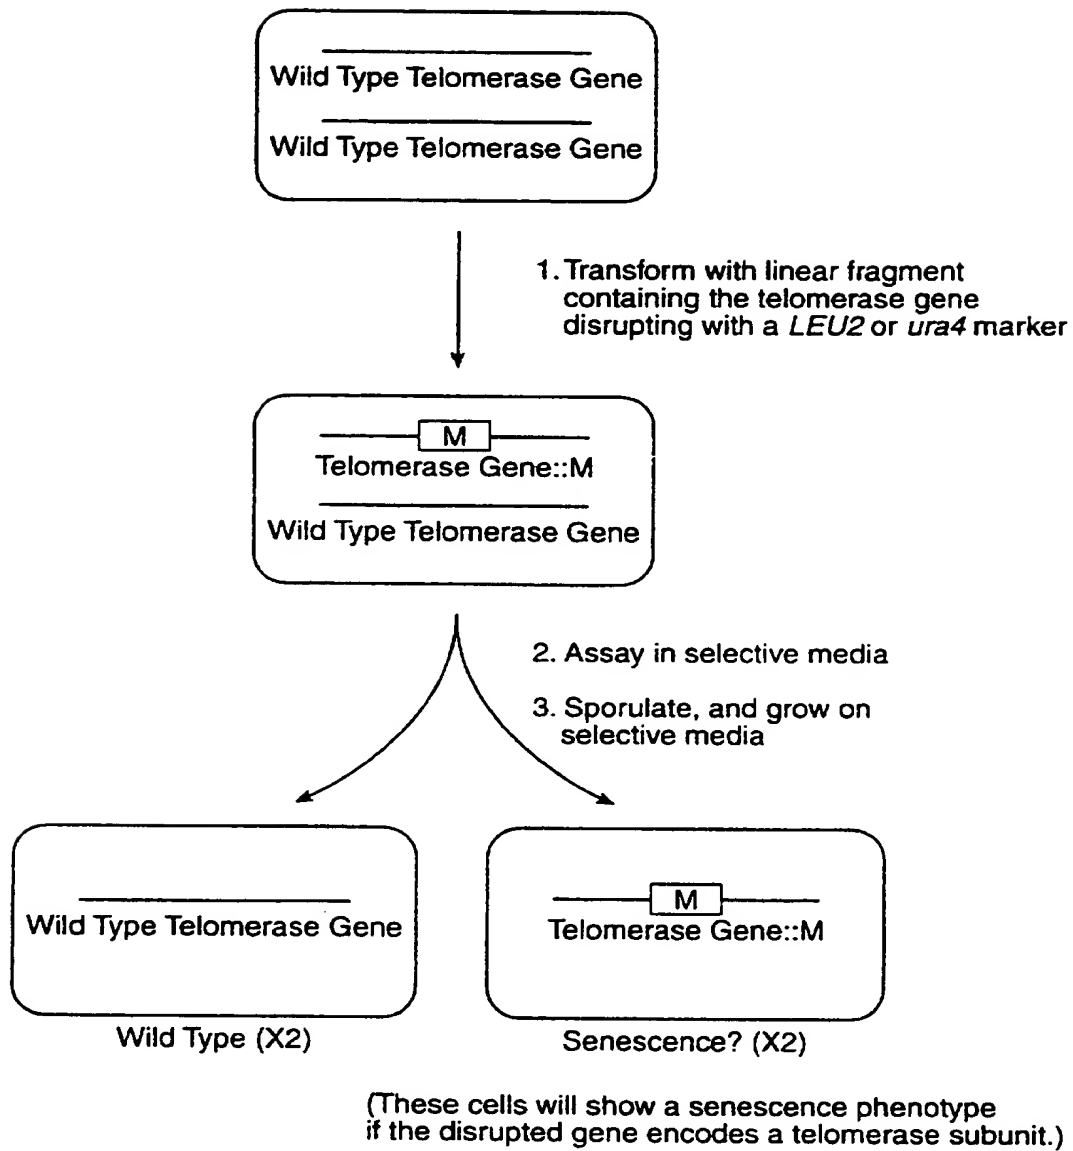 Wild Type Telomerase Gene
Wild Type Telomerase Gene
1. Transform with linear fragment
containing the telomerase gene
disrupting with a LEU2 or ura4 marker
M
Telomerase Gene::M
Wild Type Telomerase Gene
2. Assay in selective media
3. Sporulate, and grow on
selective media
Wild Type Telomerase Gene
Wild Type (X2)
M
Telomerase Gene::M
Senescence? (X2)
(These cells will show a senescence phenotype
if the disrupted gene encodes a telomerase subunit.)